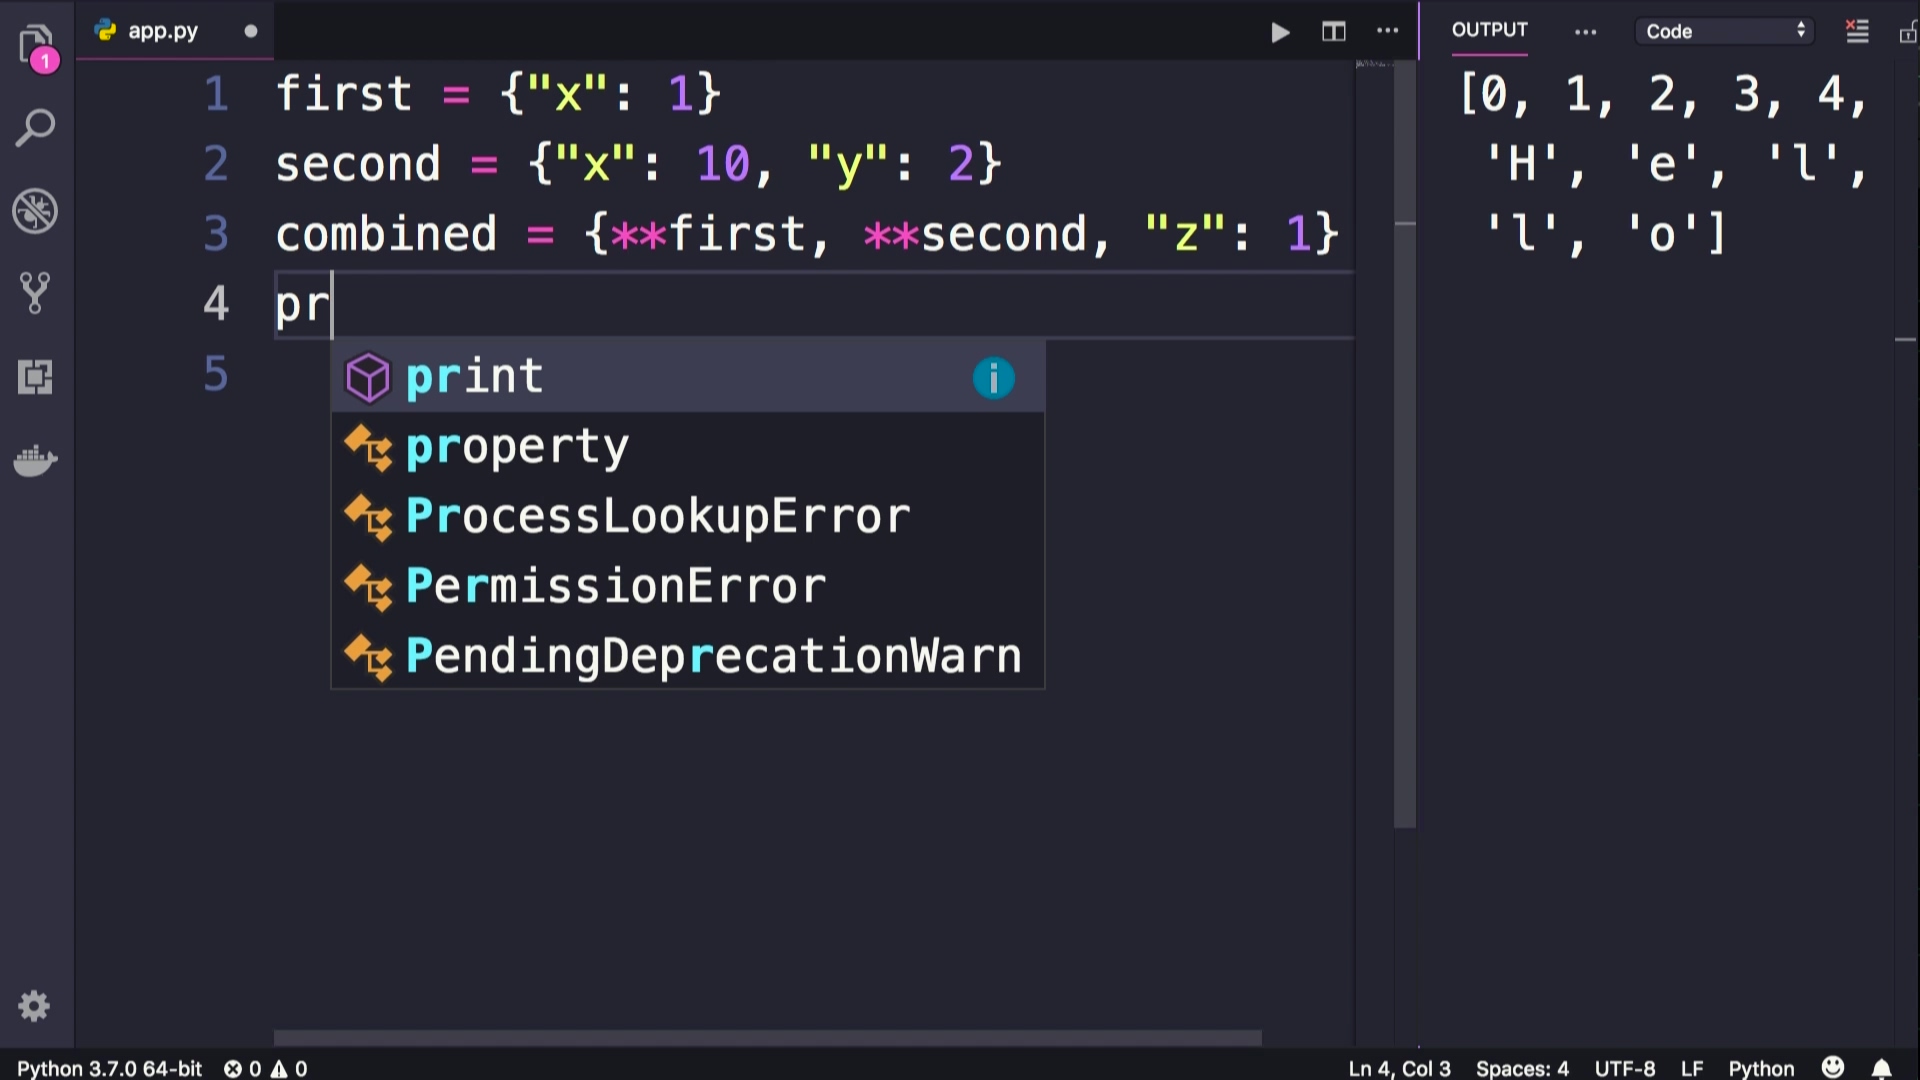 app.py
OUTPUT
Code
1
1 first = {"x": 1}
2 second = {"x": 10, "y": 2}
3 combined = {**first, **second, "z": 1}
4 pr
5
print
property
ProcessLookupError
PermissionError
PendingDeprecationWarn
[0, 1, 2, 3, 4,
'H', 'e', 'l',
'l', 'o']
Python 3.7.0 64-bit 0 0 Ln 4, Col 3 Spaces: 4 UTF-8 LF Python